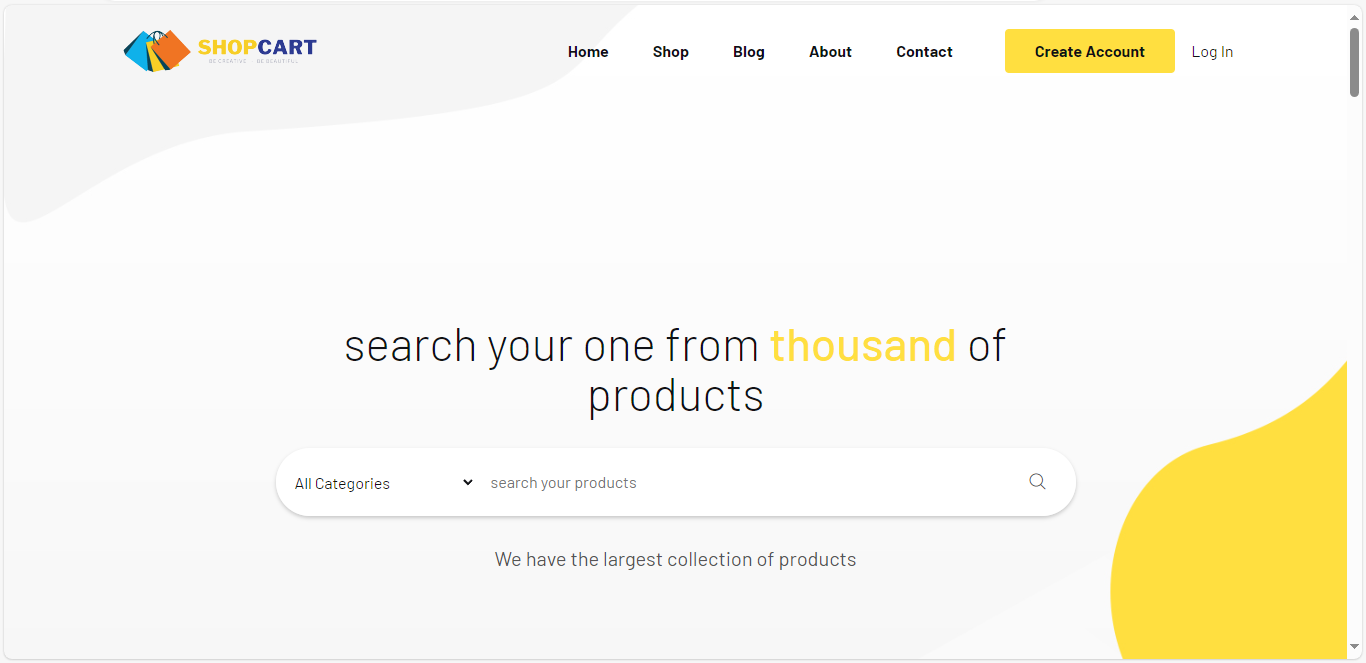 SHOPCART
BE CREATIVE BE BEAUTIFUL
Home Shop Blog About Contact Create Account Log In
search your one from thousand of
products
All Categories search your products
We have the largest collection of products